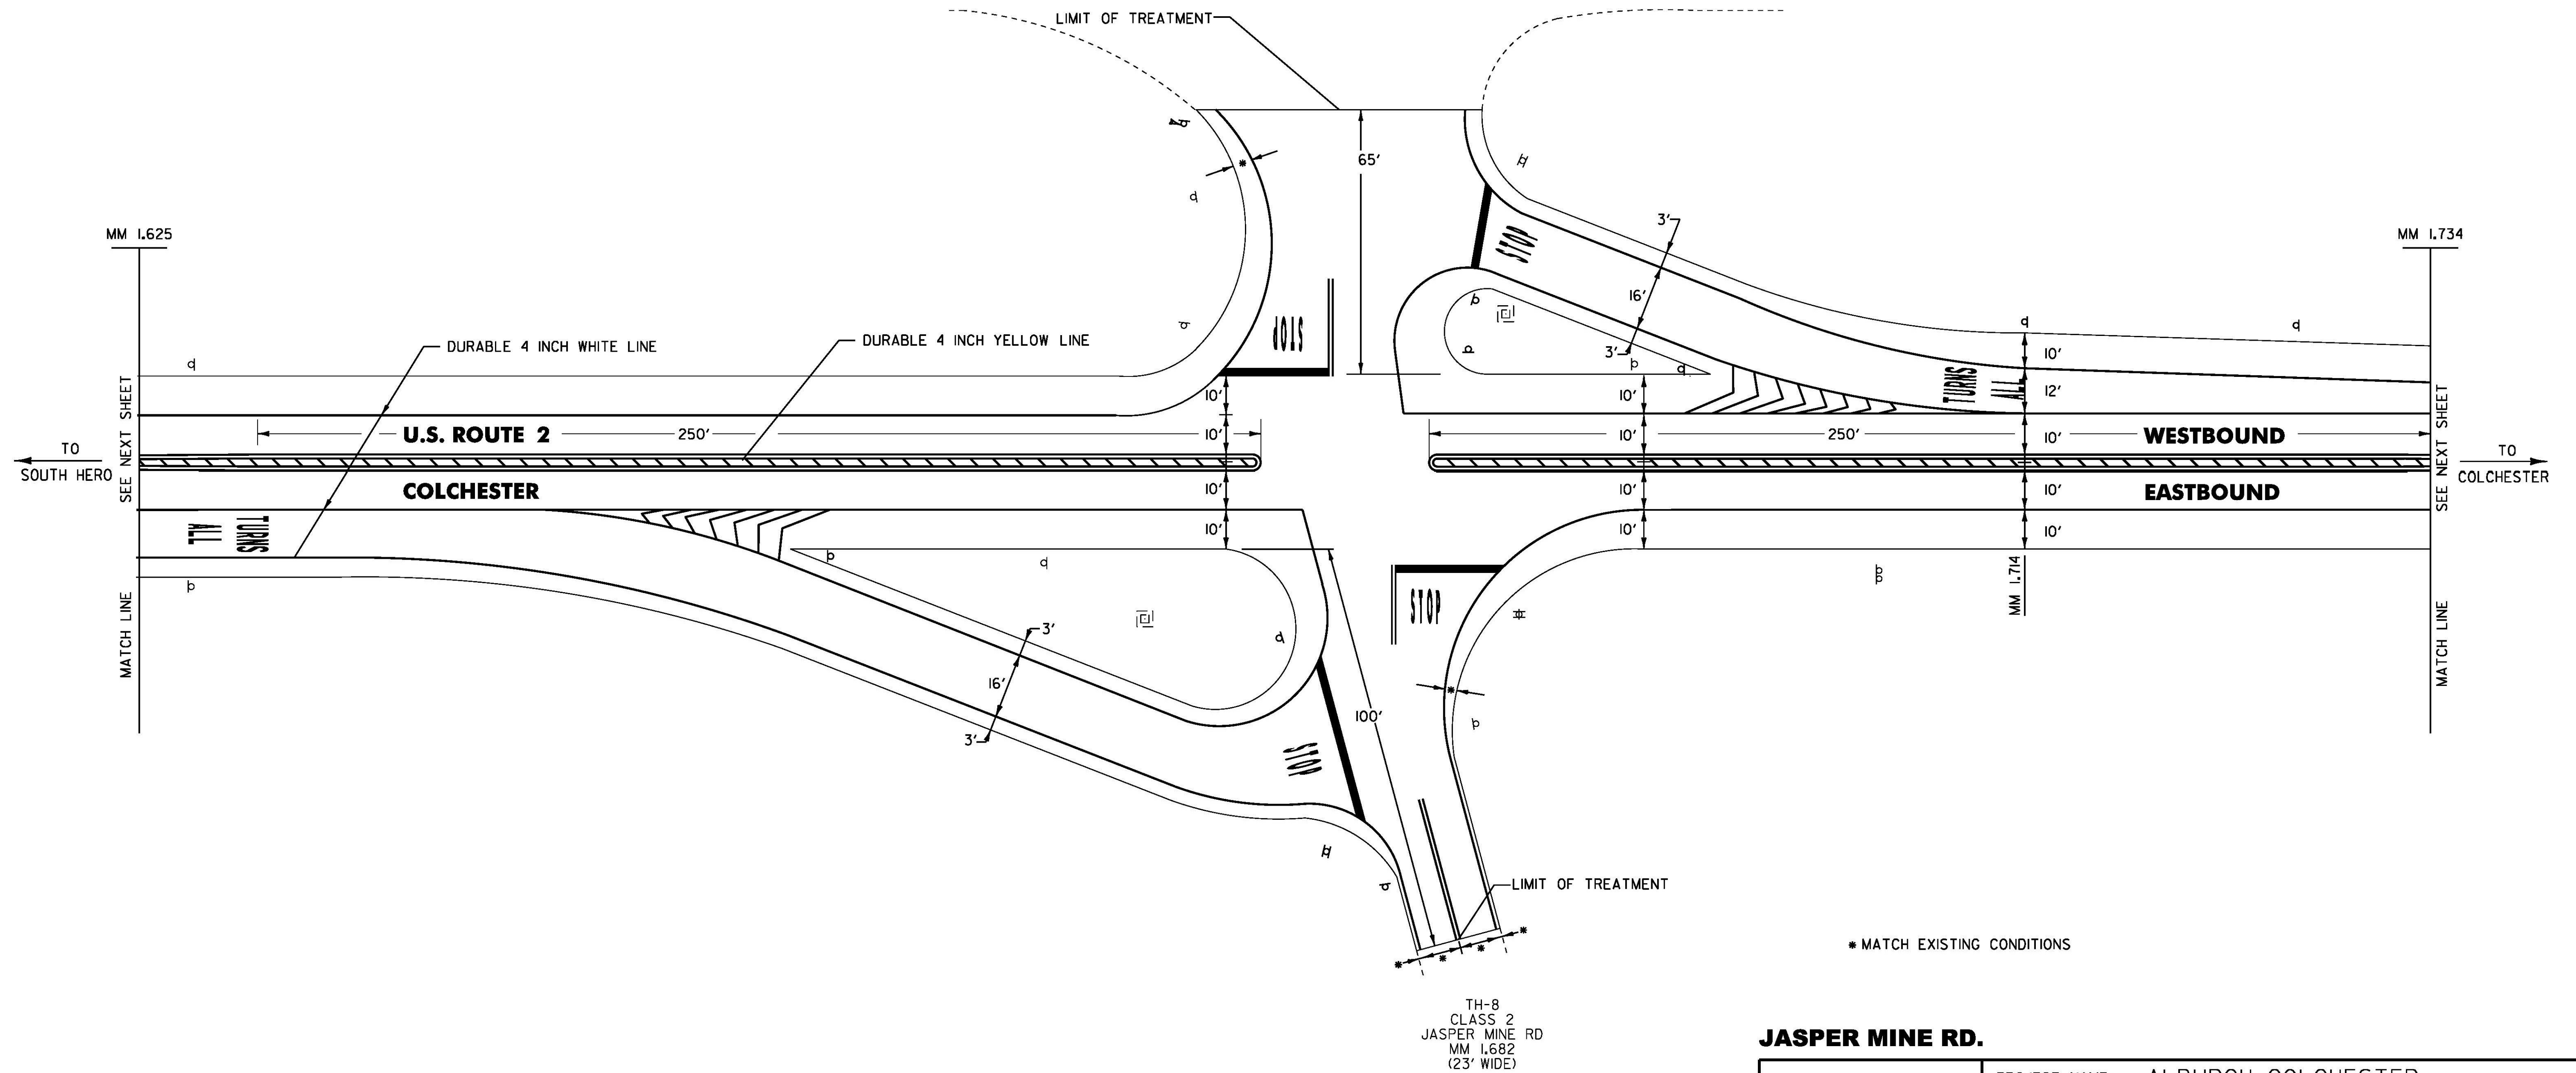 LIMIT OF TREATMENT
65'
3'
16'
3'
STOP
STOP
MM 1.625
MM 1.734
DURABLE 4 INCH WHITE LINE
DURABLE 4 INCH YELLOW LINE
10'
10'
10'
12'
TURNS
ALL
SEE NEXT SHEET
SEE NEXT SHEET
TO
SOUTH HERO
U.S. ROUTE 2
250'
10'
10'
250'
10'
WESTBOUND
TO
COLCHESTER
COLCHESTER
10'
10'
10'
EASTBOUND
ALL
TURNS
10'
10'
10'
MATCH LINE
MATCH LINE
MM 1.714
STOP
3'
16'
3'
100'
STOP
LIMIT OF TREATMENT
* MATCH EXISTING CONDITIONS
TH-8
CLASS 2
JASPER MINE RD
MM 1.682
(23' WIDE)
JASPER MINE RD.